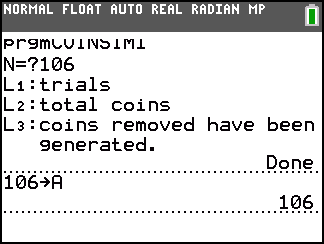 NORMAL FLOAT AUTO REAL RADIAN MP
prgmCOINSIM1
N=?106
L₁:trials
L₂:total coins
L₃:coins removed have been
generated.
Done
106→A
106